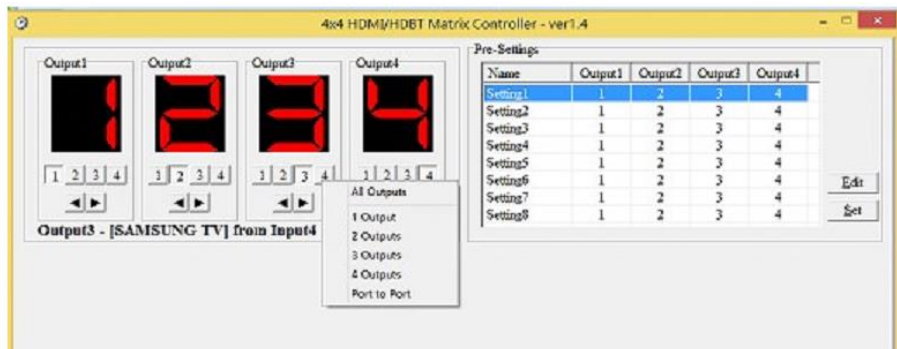 4x4 HDMI/HDBT Matrix Controller - ver1.4
Output1 Output2 Output3 Output4
1 2 3 4
1 2 3 4 1 2 3 4 1 2 3 4 1 2 3 4
Output3 - [SAMSUNG TV] from Input4
All Outputs
1 Output
2 Outputs
3 Outputs
4 Outputs
Port to Port
Pre-Settings
Name Output1 Output2 Output3 Output4
Setting1 1 2 3 4
Setting2 1 2 3 4
Setting3 1 2 3 4
Setting4 1 2 3 4
Setting5 1 2 3 4
Setting6 1 2 3 4
Setting7 1 2 3 4
Setting8 1 2 3 4
Edit
Set